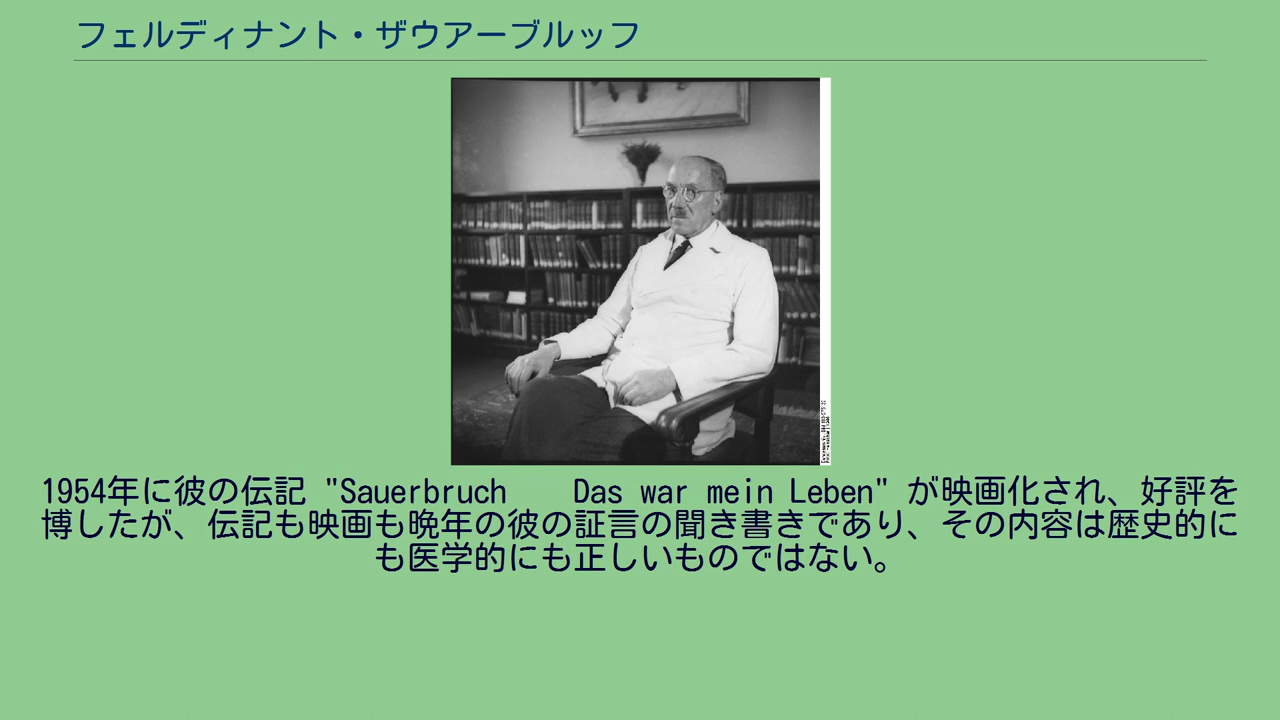 フェルディナント・ザウアーブルッフ
1954年に彼の伝記 "Sauerbruch　　Das war mein Leben" が映画化され、好評を
博したが、伝記も映画も晩年の彼の証言の聞き書きであり、その内容は歴史的に
も医学的にも正しいものではない。